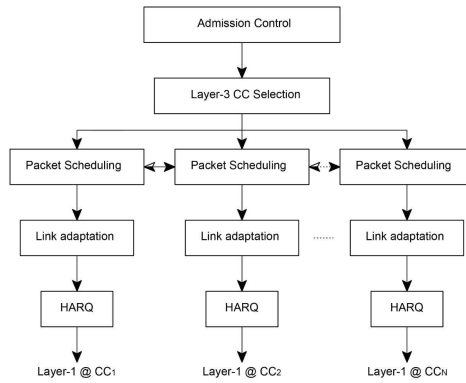 Admission Control
Layer-3 CC Selection
Packet Scheduling Packet Scheduling Packet Scheduling
Link adaptation Link adaptation ....... Link adaptation
HARQ HARQ HARQ
Layer-1 @ CC1 Layer-1 @ CC2 Layer-1 @ CCN